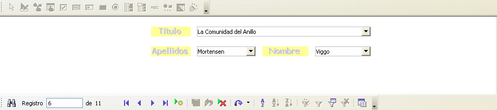 Título La Comunidad del Anillo
Apellidos Mortensen Nombre Viggo
Registro 6 de 11